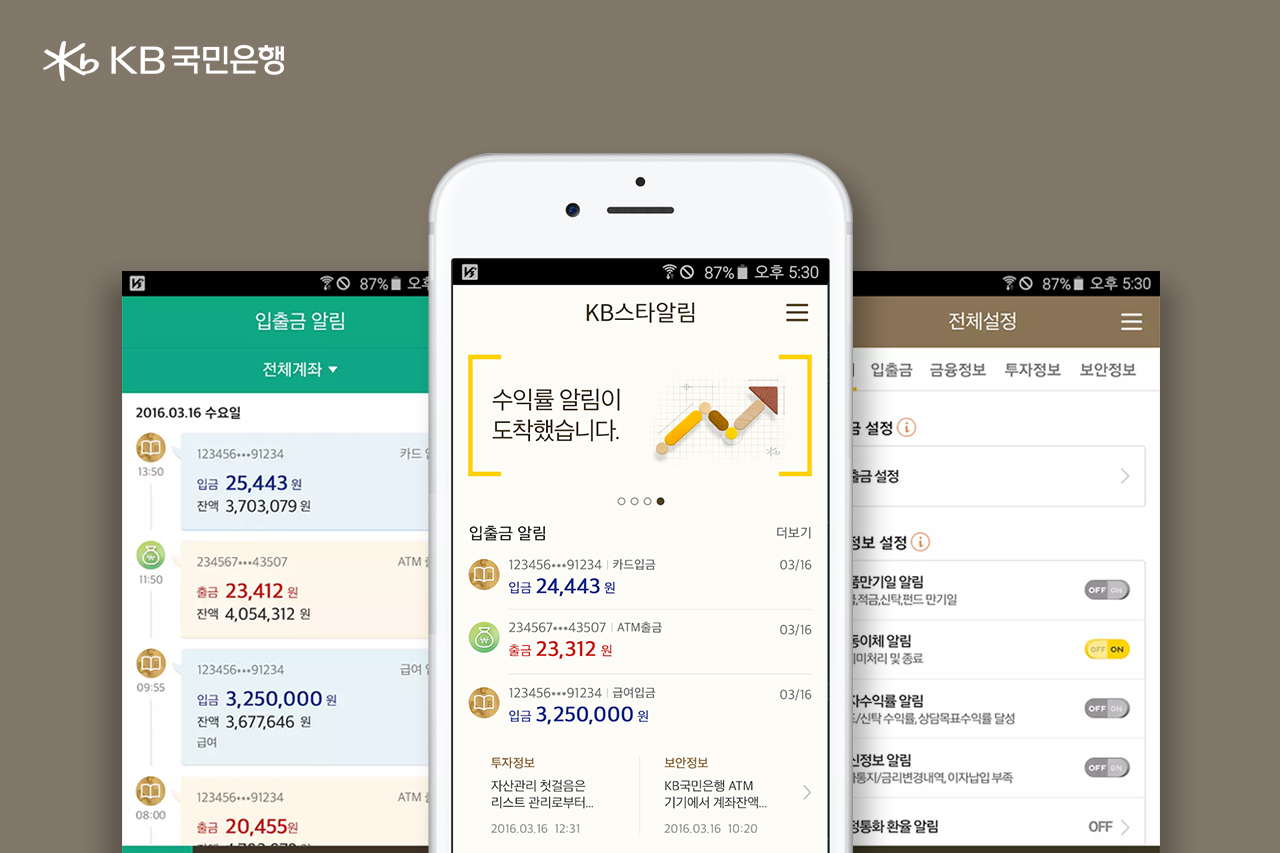 KB 국민은행
87% 오후
입출금 알림
전체계좌
2016.03.16 수요일
13:50
123456•••91234 카드
입금 25,443 원
잔액 3,703,079 원
11:50
234567•••43507 ATM
출금 23,412 원
잔액 4,054,312 원
09:55
123456•••91234 급여
입금 3,250,000 원
잔액 3,677,646 원
급여
08:00
123456•••91234 ATM
출금 20,455원
87% 오후 5:30
KB스타알림
수익률 알림이
도착했습니다.
입출금 알림 더보기
123456•••91234 카드입금 03/16
입금 24,443 원
234567•••43507 ATM출금 03/16
출금 23,312 원
123456•••91234 급여입금 03/16
입금 3,250,000 원
투자정보
자산관리 첫걸음은
리스트 관리로부터...
2016.03.16 12:31
보안정보
KB국민은행 ATM
기기에서 계좌잔액...
2016.03.16 10:20
87% 오후 5:30
전체설정
입출금 금융정보 투자정보 보안정보
금 설정
출금 설정
정보 설정
품만기일 알림
,적금,신탁,펀드 만기일
OFF ON
동이체 알림
미처리 및 종료
OFF ON
자수익률 알림
/신탁 수익률, 상담목표수익률 달성
OFF ON
신정보 알림
통지/금리변경내역, 이자납입 부족
OFF ON
정통화 환율 알림 OFF